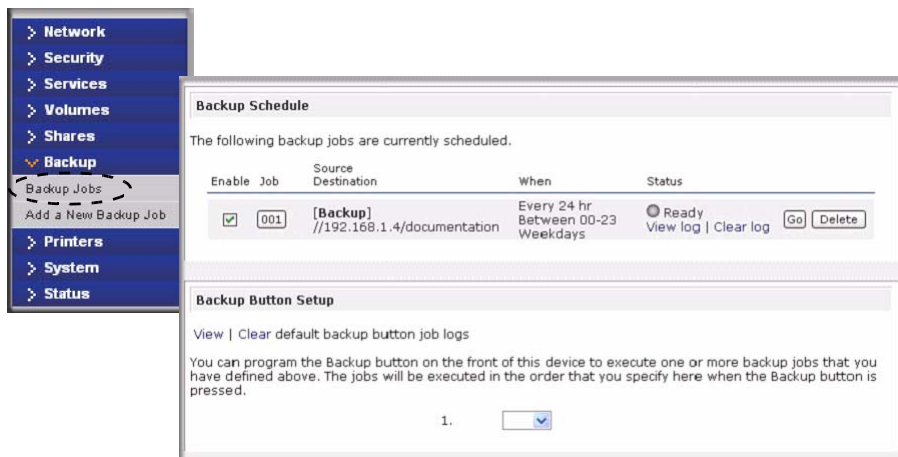 Network
Security
Services
Volumes
Shares
Backup
Backup Jobs
Add a New Backup Job
Printers
System
Status
Backup Schedule
The following backup jobs are currently scheduled.
Enable Job Source Destination When Status
001 [Backup] //192.168.1.4/documentation
Every 24 hr
Between 00-23
Weekdays
Ready
View log | Clear log
Go Delete
Backup Button Setup
View | Clear default backup button job logs
You can program the Backup button on the front of this device to execute one or more backup jobs that you
have defined above. The jobs will be executed in the order that you specify here when the Backup button is
pressed.
1.